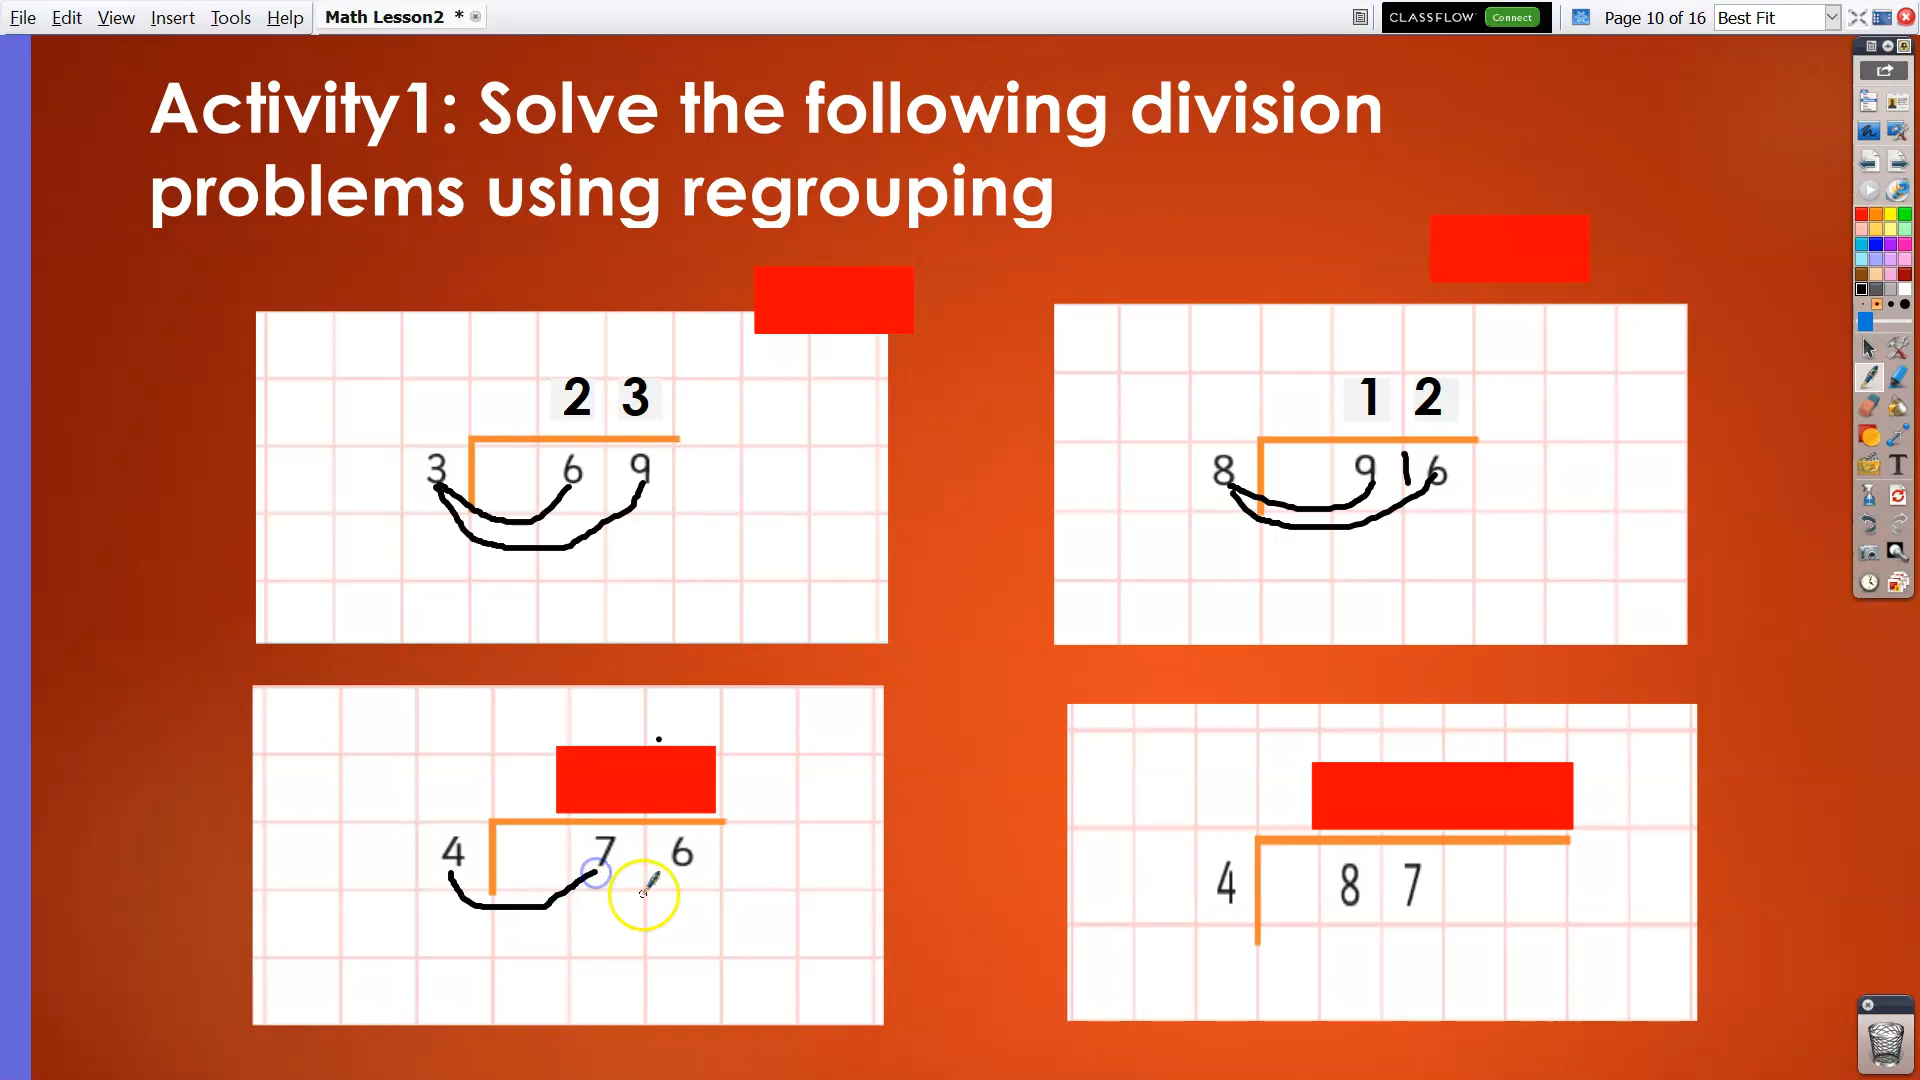 File Edit View Insert Tools Help Math Lesson2 * CLASSFLOW Connect Page 10 of 16 Best Fit
Activity1: Solve the following division
problems using regrouping
2 3
3 6 9
1 2
8 9 1 6
4 7 6
4 8 7
T